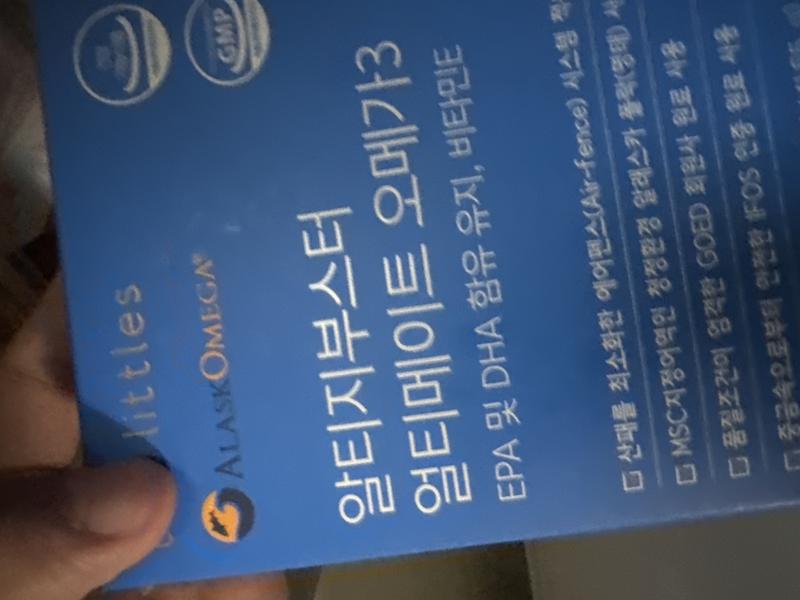 GMP
littles
ALASKOMEGA®
알티지부스터
얼티메이트 오메가3
EPA 및 DHA 함유 유지, 비타민E
□ 산패를 최소화한 에어펜스(Air-fence) 시스템
□ MSC지정어역인 청정환경 알래스카 폴락(명태)
□ 품질조건이 엄격한 GOED 회원사 원료 사용
□ 중금속으로부터 안전한 IFOS 인증 원료 사용